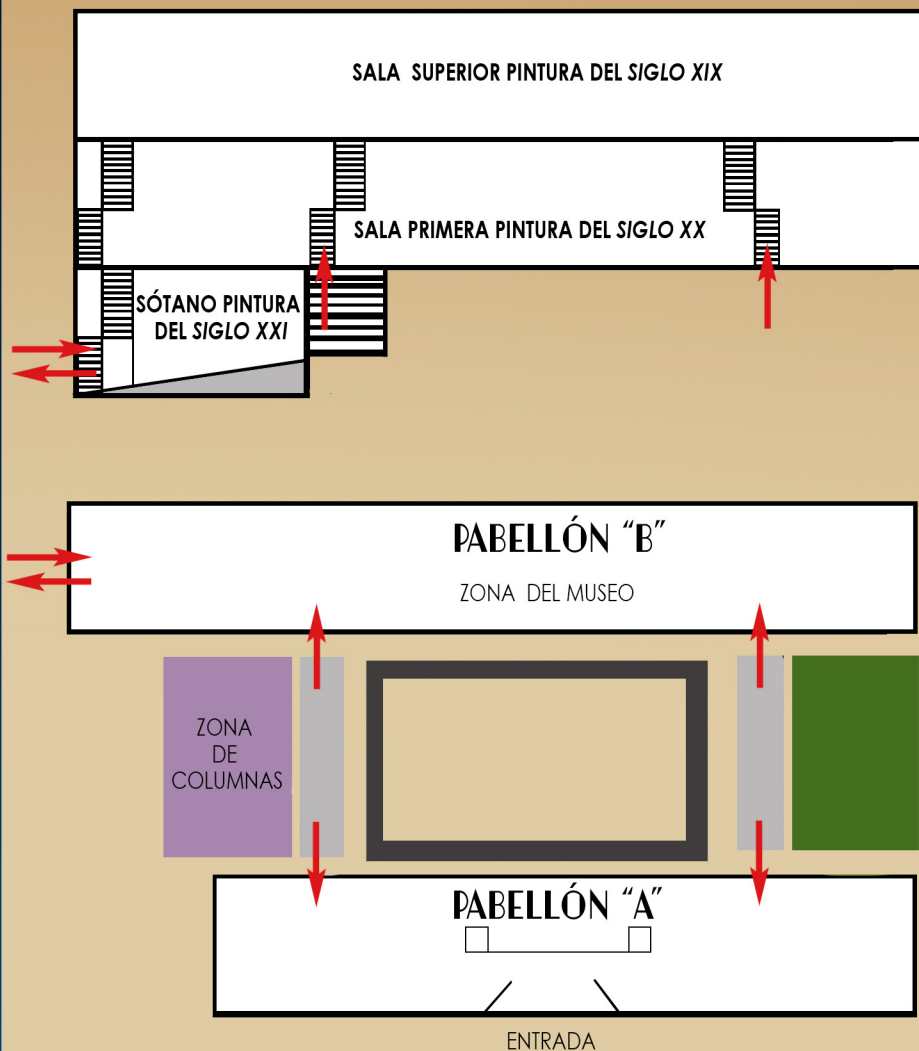 SALA SUPERIOR PINTURA DEL SIGLO XIX
SALA PRIMERA PINTURA DEL SIGLO XX
SÓTANO PINTURA
DEL SIGLO XXI
PABELLÓN “B”
ZONA DEL MUSEO
ZONA
DE
COLUMNAS
PABELLÓN “A”
ENTRADA